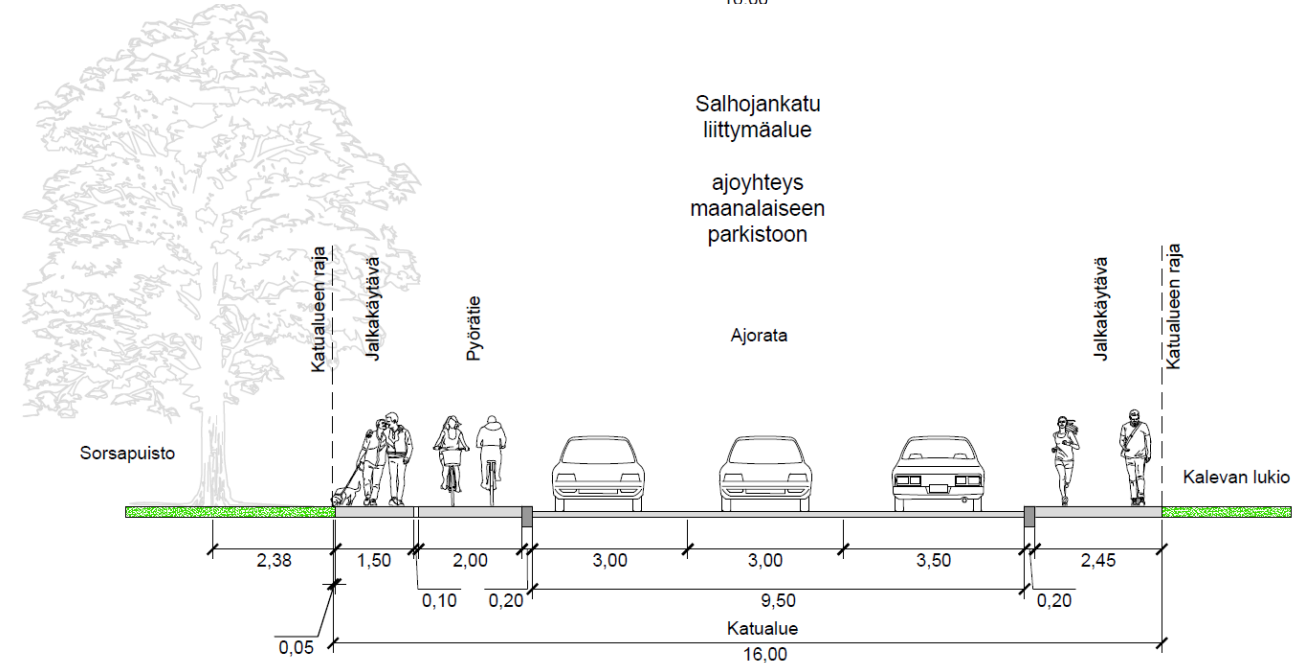 Salhojankatu
liittymäalue
ajoyhteys
maanalaiseen
parkistoon
Katualueen raja
Jalkakäytävä
Pyörätie
Ajorata
Jalkakäytävä
Katualueen raja
Sorsapuisto
Kalevan lukio
2,38
1,50
2,00
3,00
3,00
3,50
2,45
0,10
0,20
9,50
0,20
0,05
Katualue
16,00